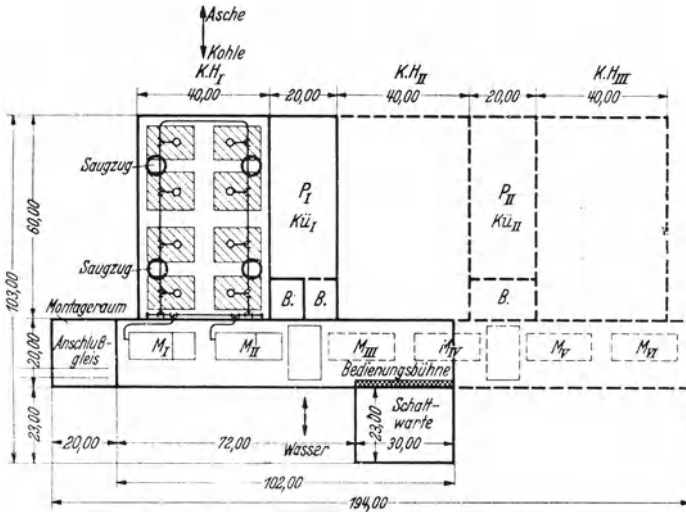 Asche
Kohle
K.H_I K.H_II K.H_III
40,00 20,00 40,00 20,00 40,00
Saugzug
P_I
Kü_I
P_II
Kü_II
60,00
103,00
Saugzug
B. B. B.
Montageraum
Anschluß-
gleis
M_I M_II M_III M_IV M_V M_VI
20,00
Bedienungsbühne
Schalt-
warte
23,00 23,00
20,00 72,00 Wasser 30,00
102,00
194,00